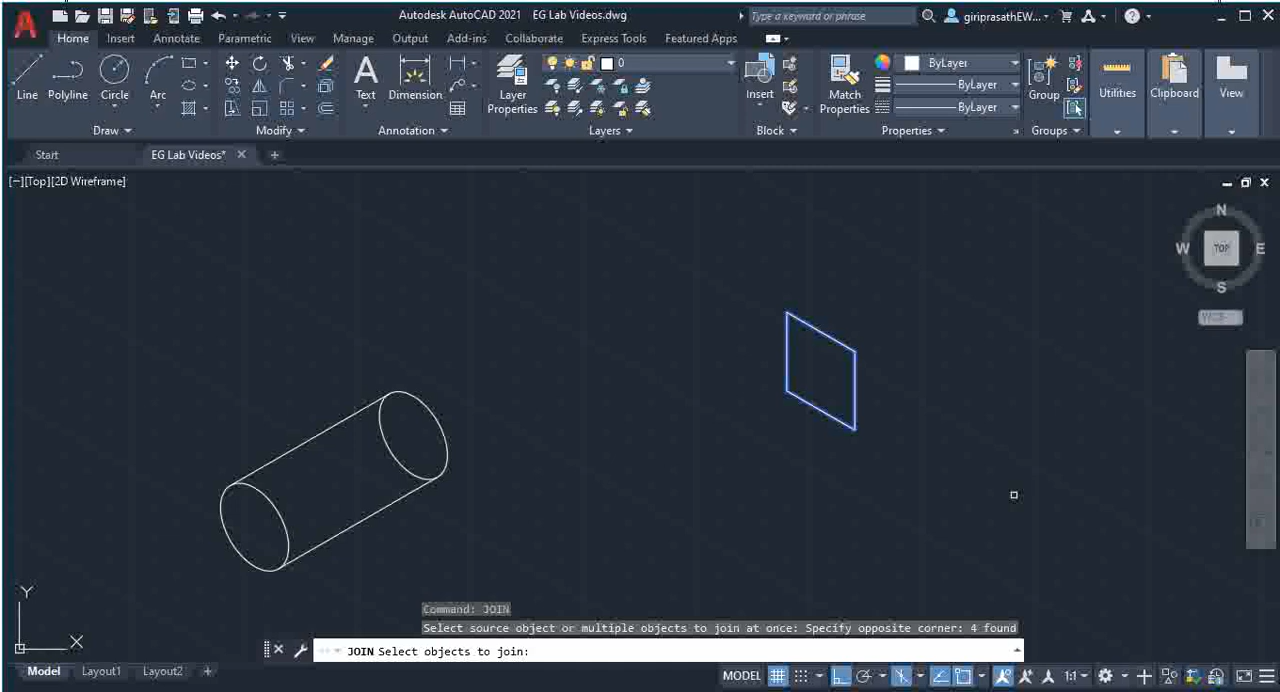 Autodesk AutoCAD 2021 EG Lab Videos.dwg
Type a keyword or phrase
giriprasathEW...
Home Insert Annotate Parametric View Manage Output Add-ins Collaborate Express Tools Featured Apps
Line Polyline Circle Arc
Text Dimension
Layer Properties
0
Insert
Match Properties
ByLayer
ByLayer
ByLayer
Group
Utilities Clipboard View
Draw Modify Annotation Layers Block Properties Groups
Start EG Lab Videos*
[−][Top][2D Wireframe]
N
W TOP E
S
WCS
Y
X
Command: JOIN
Select source object or multiple objects to join at once: Specify opposite corner: 4 found
JOIN Select objects to join:
Model Layout1 Layout2 +
MODEL 1:1